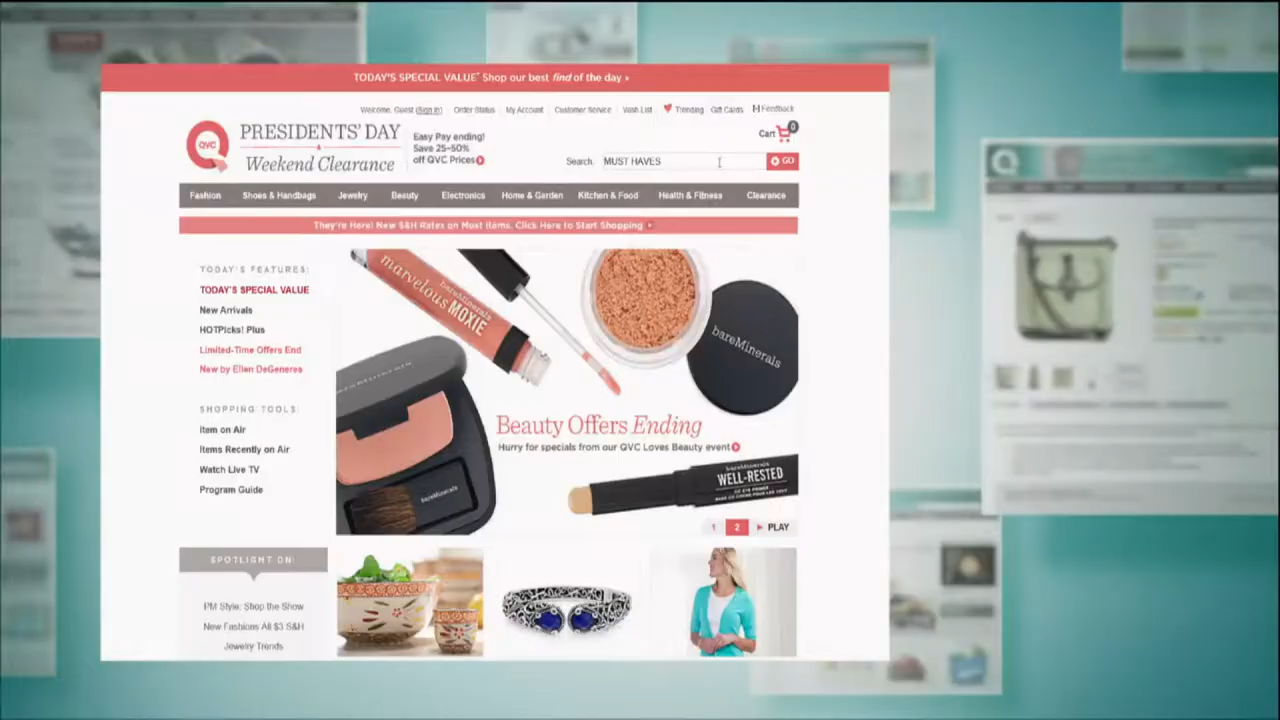 TODAY'S SPECIAL VALUE® Shop our best find of the day
Welcome, Guest (Sign In) Order Status My Account Customer Service Wish List Trending Gift Cards Feedback
QVC
PRESIDENTS' DAY
Weekend Clearance
Easy Pay ending!
Save 25-50%
off QVC Prices
Cart 0
Search: MUST HAVES GO
Fashion Shoes & Handbags Jewelry Beauty Electronics Home & Garden Kitchen & Food Health & Fitness Clearance
They're Here! New S&H Rates on Most Items. Click Here to Start Shopping
TODAY'S FEATURES:
TODAY'S SPECIAL VALUE
New Arrivals
HOTPicks! Plus
Limited-Time Offers End
New by Ellen DeGeneres
SHOPPING TOOLS:
Item on Air
Items Recently on Air
Watch Live TV
Program Guide
marvelous MOXIE
bareMinerals
bareMinerals
bareMinerals
Beauty Offers Ending
Hurry for specials from our QVC Loves Beauty event
bareMinerals
bareMinerals
WELL-RESTED
1 2 PLAY
SPOTLIGHT ON:
PM Style: Shop the Show
New Fashions All $3 S&H
Jewelry Trends